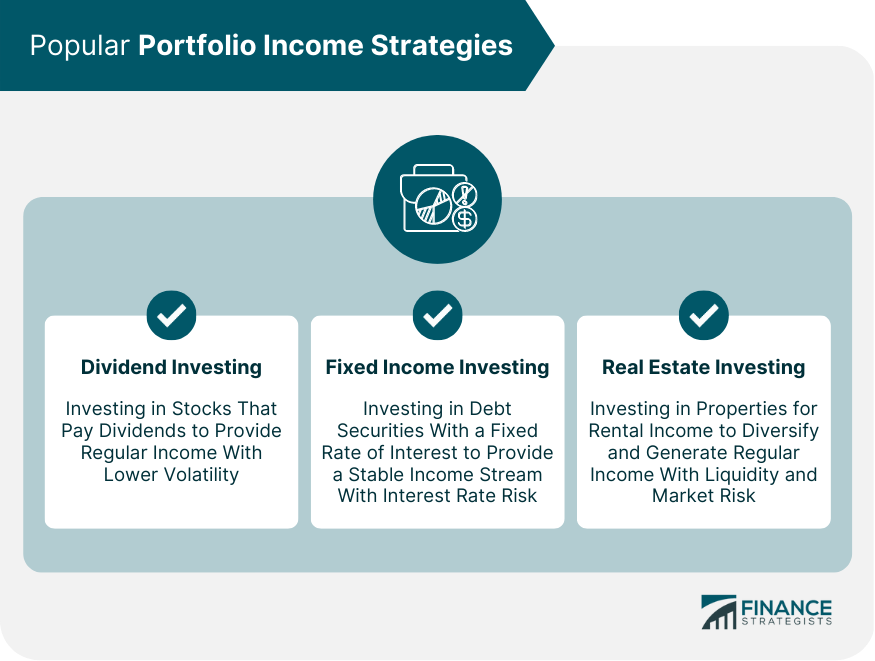 Popular Portfolio Income Strategies
Dividend Investing
Investing in Stocks That
Pay Dividends to Provide
Regular Income With
Lower Volatility
Fixed Income Investing
Investing in Debt
Securities With a Fixed
Rate of Interest to Provide
a Stable Income Stream
With Interest Rate Risk
Real Estate Investing
Investing in Properties for
Rental Income to Diversify
and Generate Regular
Income With Liquidity and
Market Risk
FINANCE
STRATEGISTS